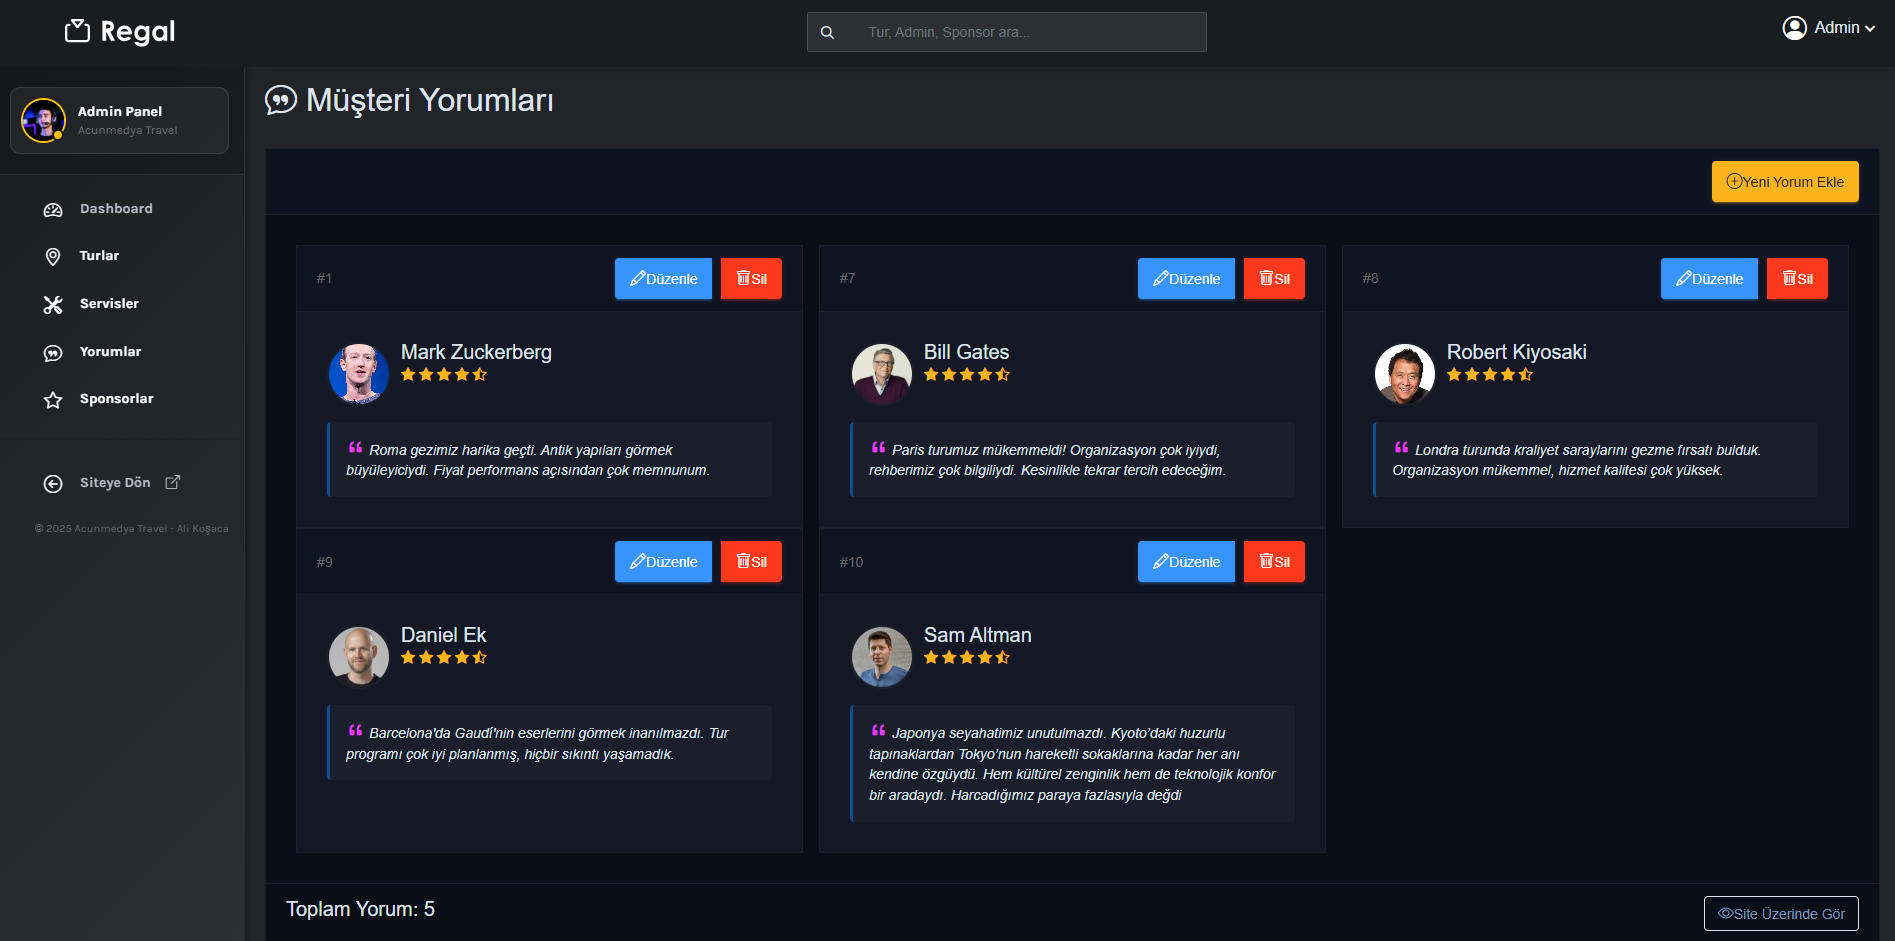 Regal
Tur, Admin, Sponsor ara...
Admin
Admin Panel
Acunmedya Travel
Dashboard
Turlar
Servisler
Yorumlar
Sponsorlar
Siteye Dön
© 2025 Acunmedya Travel - Ali Koşaca
Müşteri Yorumları
Yeni Yorum Ekle
#1
Düzenle
Sil
Mark Zuckerberg
Roma gezimiz harika geçti. Antik yapıları görmek
büyüleyiciydi. Fiyat performans açısından çok memnunum.
#7
Düzenle
Sil
Bill Gates
Paris turumuz mükemmeldi! Organizasyon çok iyiydi,
rehberimiz çok bilgiliydi. Kesinlikle tekrar tercih edeceğim.
#8
Düzenle
Sil
Robert Kiyosaki
Londra turunda kraliyet saraylarını gezme fırsatı bulduk.
Organizasyon mükemmel, hizmet kalitesi çok yüksek.
#9
Düzenle
Sil
Daniel Ek
Barcelona'da Gaudí'nin eserlerini görmek inanılmazdı. Tur
programı çok iyi planlanmış, hiçbir sıkıntı yaşamadık.
#10
Düzenle
Sil
Sam Altman
Japonya seyahatimiz unutulmazdı. Kyoto’daki huzurlu
tapınaklardan Tokyo’nun hareketli sokaklarına kadar her anı
kendine özgüydü. Hem kültürel zenginlik hem de teknolojik konfor
bir aradaydı. Harcadığımız paraya fazlasıyla değdi
Toplam Yorum: 5
Site Üzerinde Gör